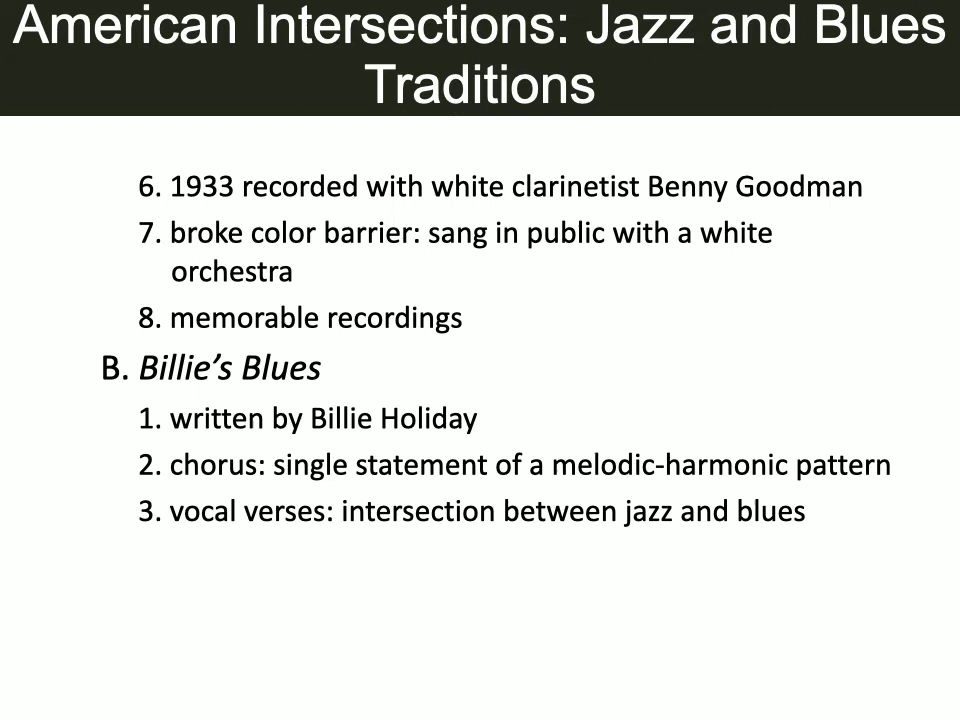 American Intersections: Jazz and Blues
Traditions
6. 1933 recorded with white clarinetist Benny Goodman
7. broke color barrier: sang in public with a white
orchestra
8. memorable recordings
B. Billie’s Blues
1. written by Billie Holiday
2. chorus: single statement of a melodic-harmonic pattern
3. vocal verses: intersection between jazz and blues